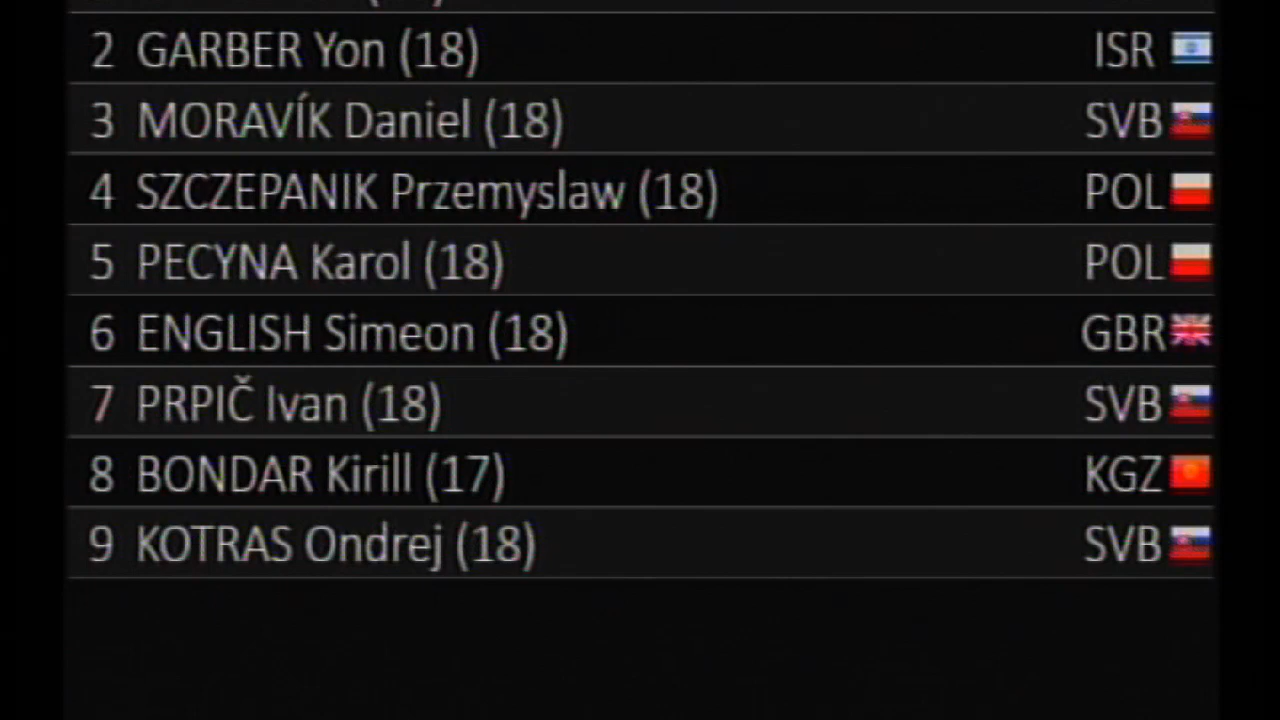 2 GARBER Yon (18) ISR
3 MORAVÍK Daniel (18) SVB
4 SZCZEPANIK Przemyslaw (18) POL
5 PECYNA Karol (18) POL
6 ENGLISH Simeon (18) GBR
7 PRPIČ Ivan (18) SVB
8 BONDAR Kirill (17) KGZ
9 KOTRAS Ondrej (18) SVB